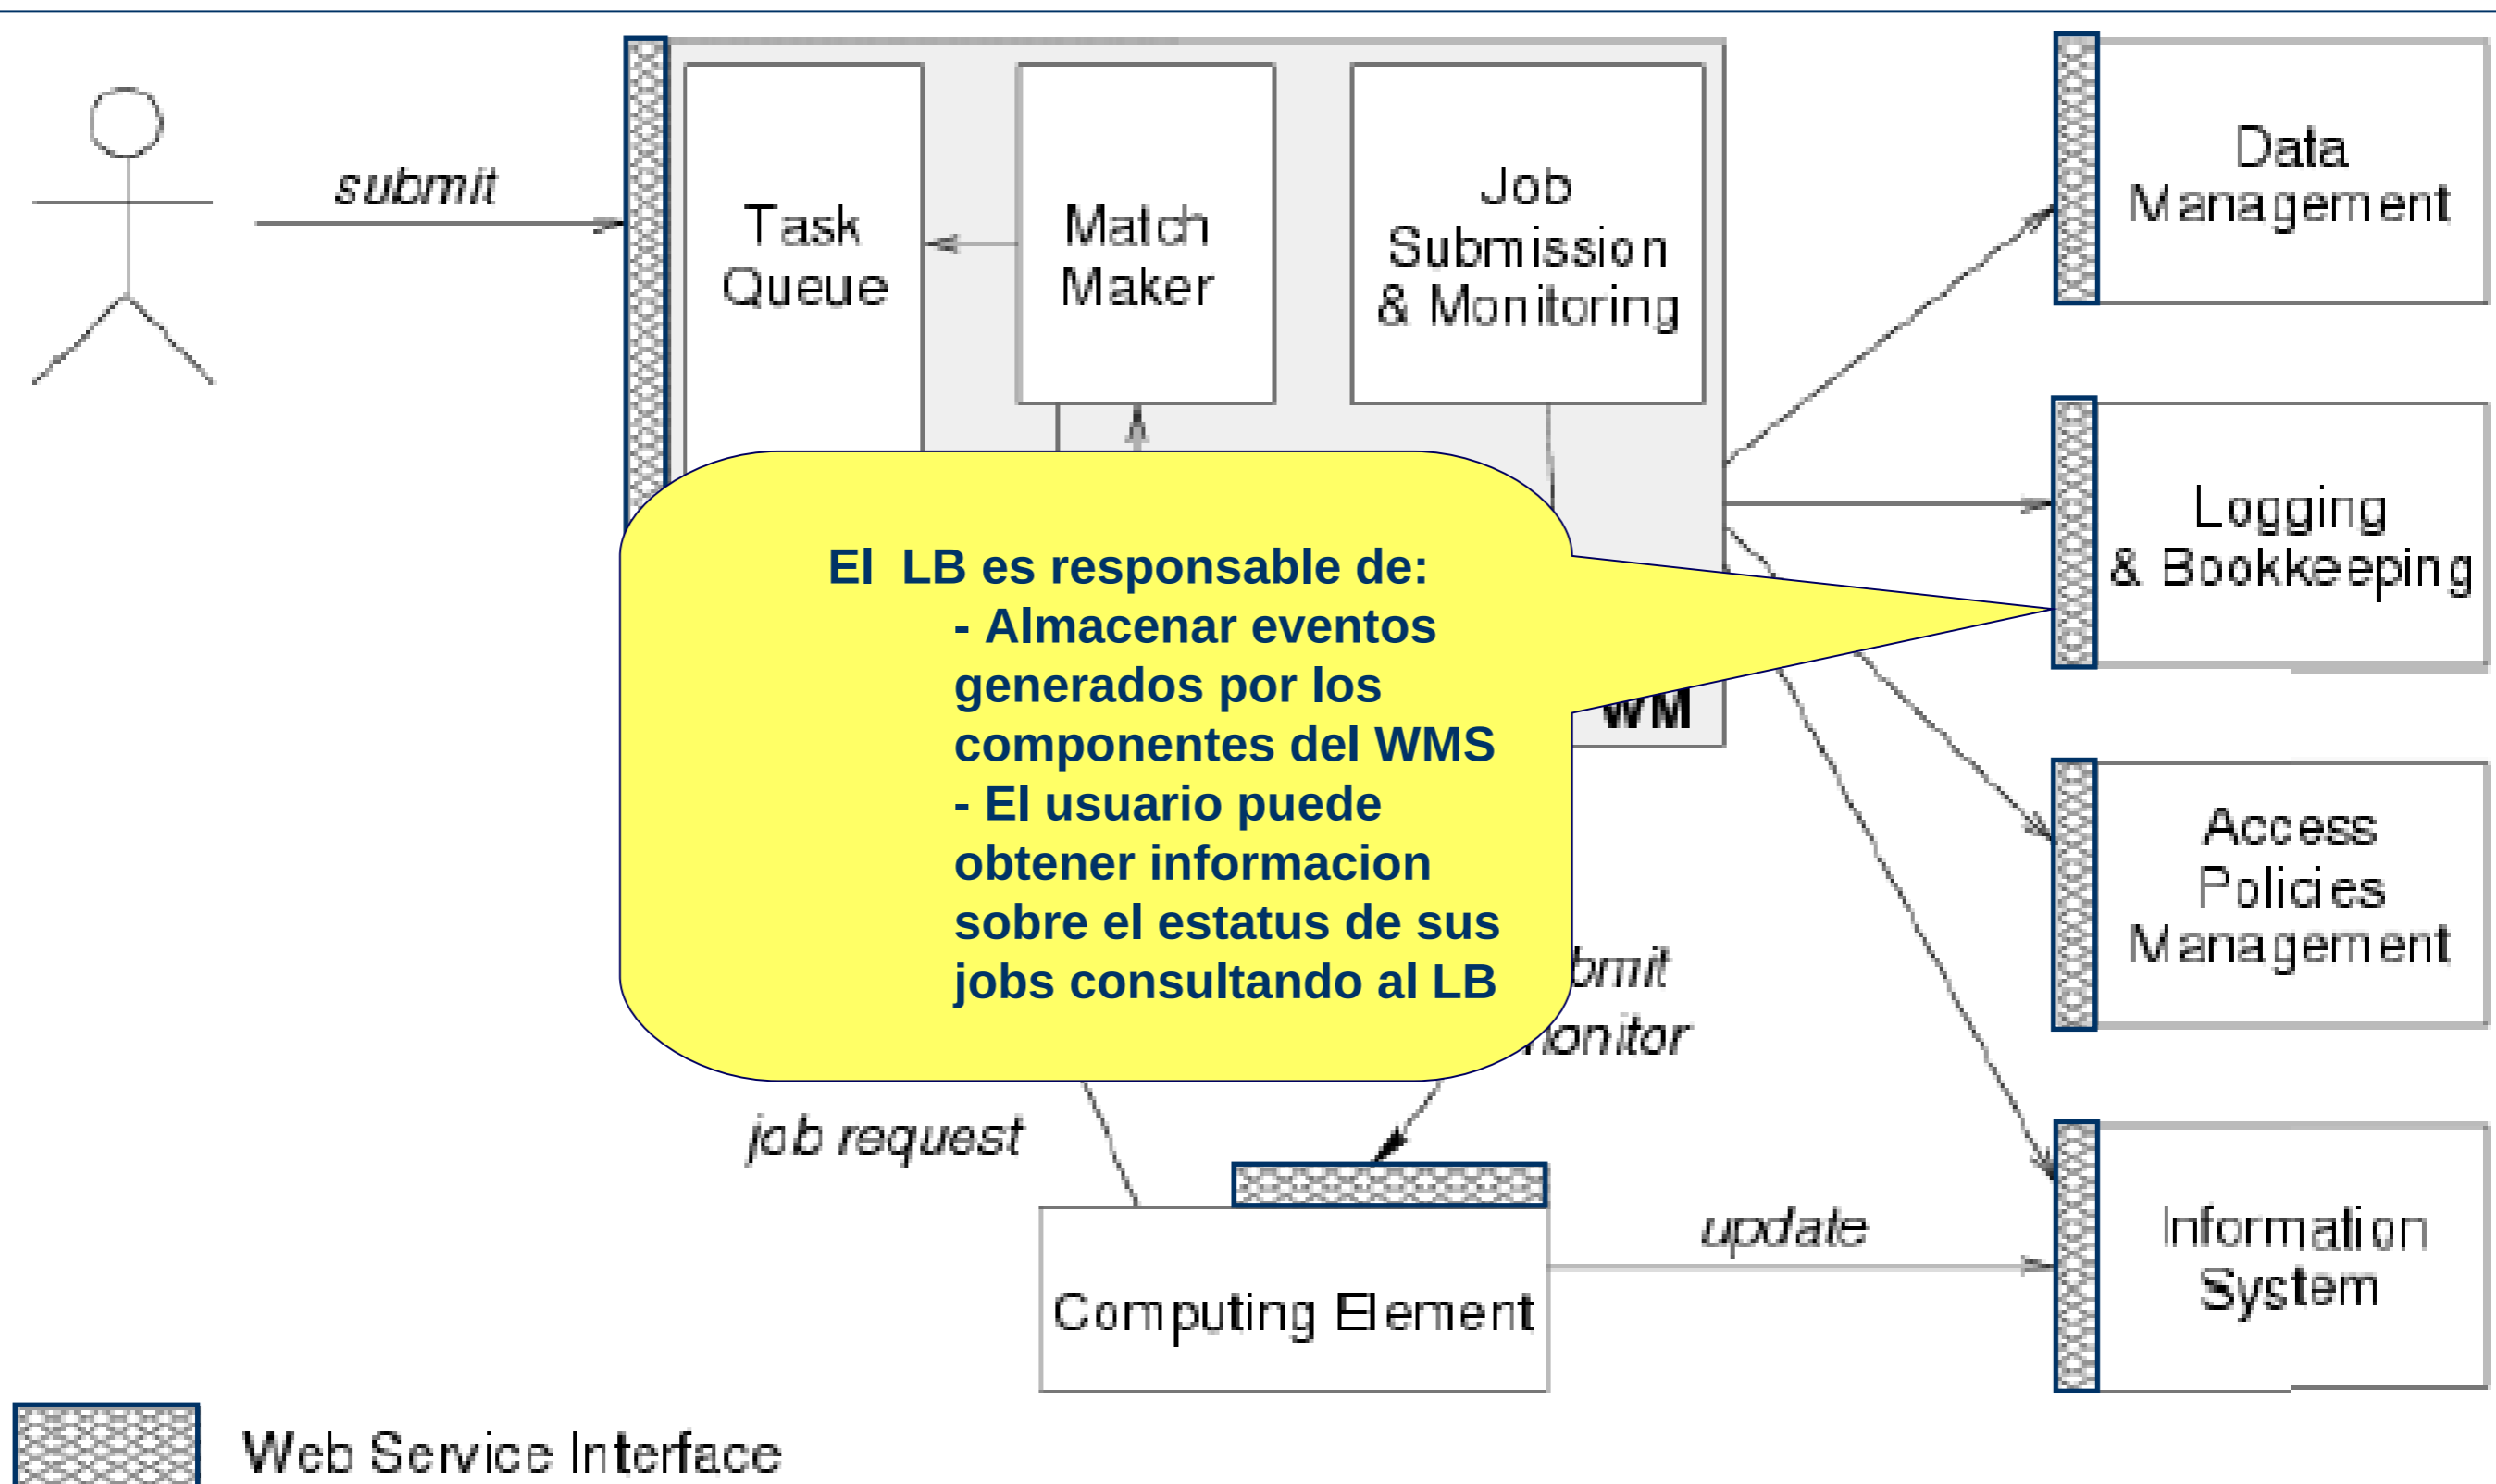 submit
Task
Queue
Match
Maker
Job
Submission
& Monitoring
Data
Management
Logging
& Bookkeeping
El LB es responsable de:
- Almacenar eventos
generados por los
componentes del WMS
- El usuario puede
obtener informacion
sobre el estatus de sus
jobs consultando al LB
WM
Access
Policies
Management
job request
update
Computing Element
Information
System
Web Service Interface